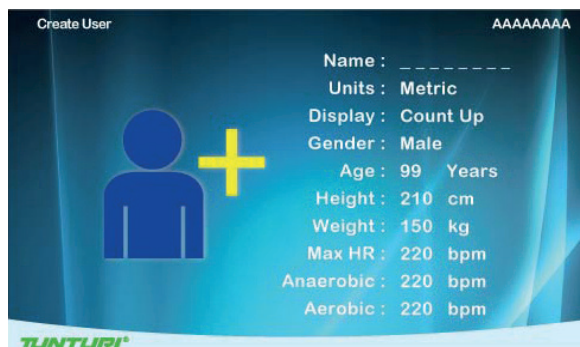 Create User
AAAAAAAA
Name : _ _ _ _ _ _ _ _
Units : Metric
Display : Count Up
Gender : Male
Age : 99 Years
Height : 210 cm
Weight : 150 kg
Max HR : 220 bpm
Anaerobic : 220 bpm
Aerobic : 220 bpm
TUNTURI®